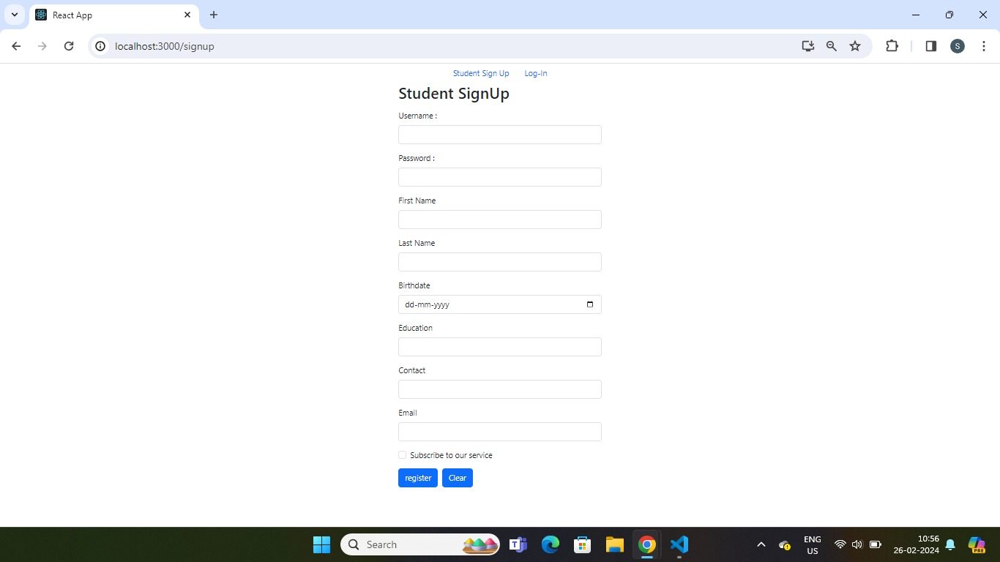 React App
localhost:3000/signup
S
Student Sign Up Log-In
Student SignUp
Username :
Password :
First Name
Last Name
Birthdate
dd-mm-yyyy
Education
Contact
Email
Subscribe to our service
register Clear
Search
ENG
US
10:56
26-02-2024
PRE